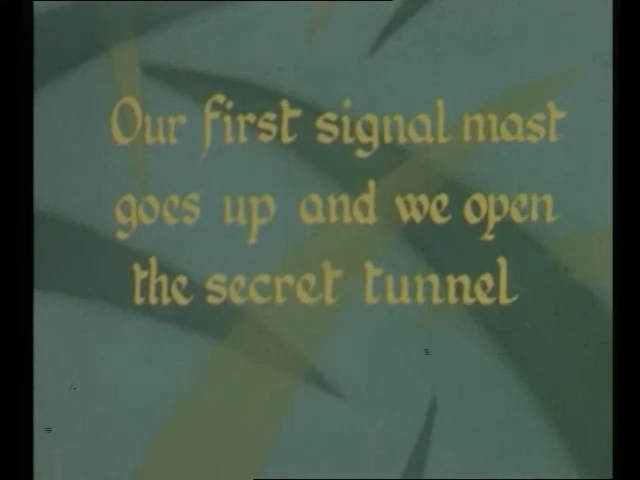 Our first signal mast
goes up and we open
the secret tunnel